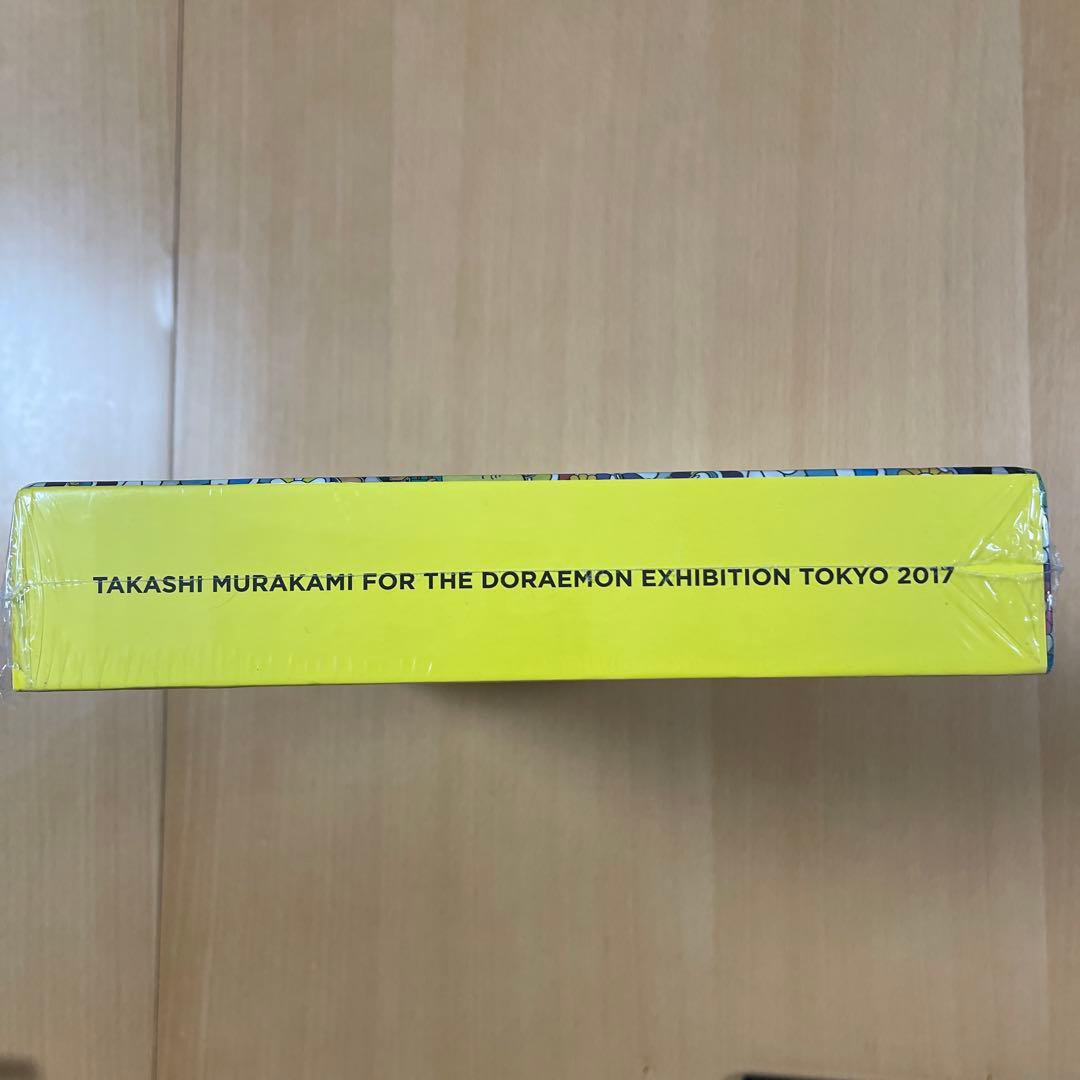 TAKASHI MURAKAMI FOR THE DORAEMON EXHIBITION TOKYO 2017